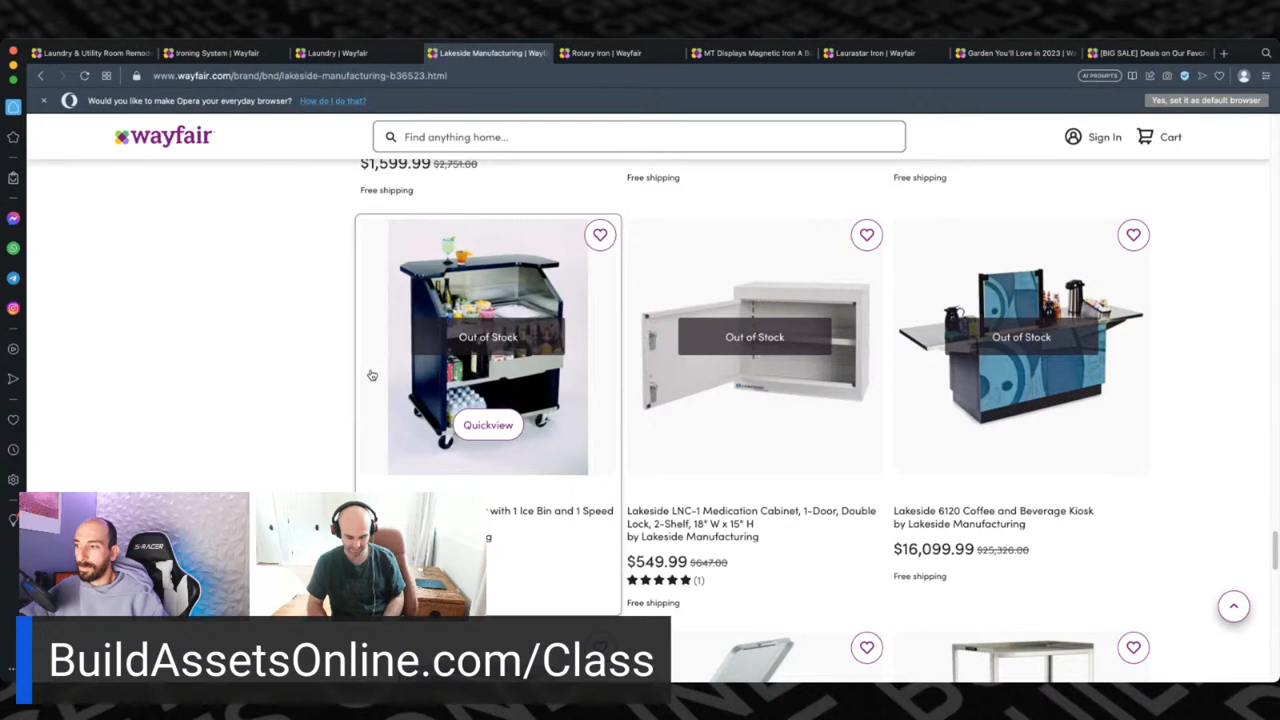 Laundry & Utility Room Remod
Ironing System | Wayfair
Laundry | Wayfair
Lakeside Manufacturing | Wayf
Rotary Iron | Wayfair
MT Displays Magnetic Iron A B
Laurastar Iron | Wayfair
Garden You'll Love in 2023 | W
[BIG SALE] Deals on Our Favor
www.wayfair.com/brand/bnd/lakeside-manufacturing-b36523.html
AI PROMPTS
Would you like to make Opera your everyday browser? How do I do that?
Yes, set it as default browser
wayfair
Find anything home...
Sign In
Cart
$1,599.99 $2,751.00
Free shipping
Free shipping
Free shipping
Out of Stock
Out of Stock
Out of Stock
Quickview
with 1 Ice Bin and 1 Speed
g
Lakeside LNC-1 Medication Cabinet, 1-Door, Double
Lock, 2-Shelf, 18" W x 15" H
by Lakeside Manufacturing
$549.99 $647.00
(1)
Free shipping
Lakeside 6120 Coffee and Beverage Kiosk
by Lakeside Manufacturing
$16,099.99 $25,326.00
Free shipping
S-RACER
BuildAssetsOnline.com/Class